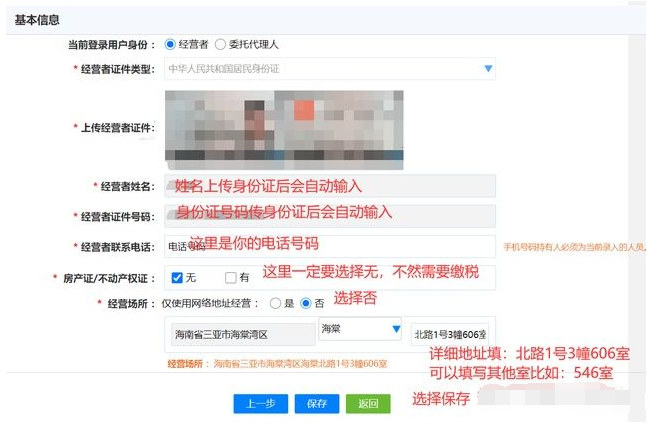 基本信息
当前登录用户身份： 经营者 委托代理人
* 经营者证件类型： 中华人民共和国居民身份证
* 上传经营者证件：
* 经营者姓名： 姓名上传身份证后会自动输入
* 经营者证件号码： 身份证号码传身份证后会自动输入
* 经营者联系电话： 电话号码 这里是你的电话号码 手机号码持有人必须为当前录入的人员，
* 房产证/不动产权证： 无 有 这里一定要选择无，不然需要缴税
* 经营场所： 仅使用网络地址经营： 是 否 选择否
海南省三亚市海棠湾区 海棠 北路1号3幢606室
详细地址填：北路1号3幢606室
经营场所：海南省三亚市海棠湾区海棠北路1号3幢606室
可以填写其他室比如：546室
上一步 保存 返回 选择保存